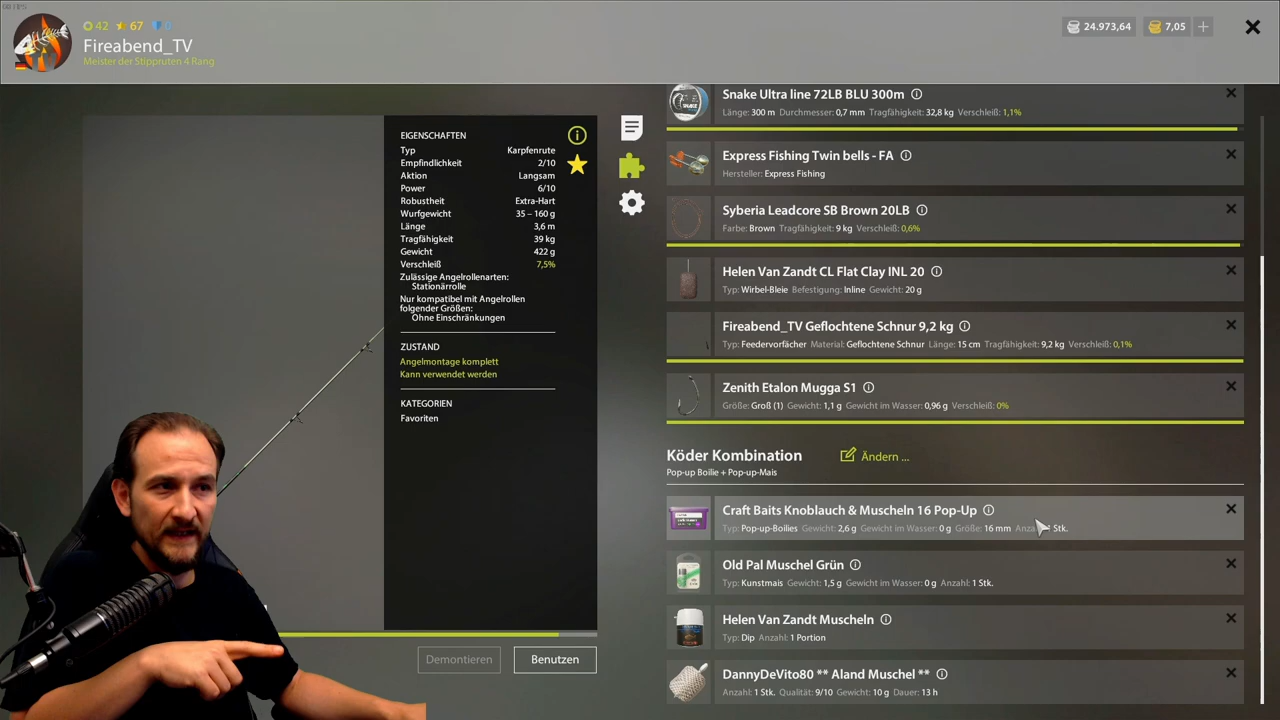 42 67
Fireabend_TV
Meister der Stippruten 4 Rang
24.973,64
7,05
EIGENSCHAFTEN
Typ Karpfenrute
Empfindlichkeit 2/10
Aktion Langsam
Power 6/10
Robustheit Extra-Hart
Wurfgewicht 35 – 160 g
Länge 3,6 m
Tragfähigkeit 39 kg
Gewicht 422 g
Verschleiß 7,5%
Zulässige Angelrollenarten:
Stationärrolle
Nur kompatibel mit Angelrollen
folgender Größen:
Ohne Einschränkungen
ZUSTAND
Angelmontage komplett
Kann verwendet werden
KATEGORIEN
Favoriten
Demontieren
Benutzen
Snake Ultra line 72LB BLU 300m
Länge: 300 m Durchmesser: 0,7 mm Tragfähigkeit: 32,8 kg Verschleiß: 1,1%
Express Fishing Twin bells - FA
Hersteller: Express Fishing
Syberia Leadcore SB Brown 20LB
Farbe: Brown Tragfähigkeit: 9 kg Verschleiß: 0,6%
Helen Van Zandt CL Flat Clay INL 20
Typ: Wirbel-Bleie Befestigung: Inline Gewicht: 20 g
Fireabend_TV Geflochtene Schnur 9,2 kg
Typ: Feedervorfächer Material: Geflochtene Schnur Länge: 15 cm Tragfähigkeit: 9,2 kg Verschleiß: 0,1%
Zenith Etalon Mugga S1
Größe: Groß (1) Gewicht: 1,1 g Gewicht im Wasser: 0,96 g Verschleiß: 0%
Köder Kombination
Ändern ...
Pop-up Boilie + Pop-up-Mais
Craft Baits Knoblauch & Muscheln 16 Pop-Up
Typ: Pop-up-Boilies Gewicht: 2,6 g Gewicht im Wasser: 0 g Größe: 16 mm Stk.
Old Pal Muschel Grün
Typ: Kunstmais Gewicht: 1,5 g Gewicht im Wasser: 0 g Anzahl: 1 Stk.
Helen Van Zandt Muscheln
Typ: Dip Anzahl: 1 Portion
DannyDeVito80 ** Aland Muschel **
Anzahl: 1 Stk. Qualität: 9/10 Gewicht: 10 g Dauer: 13 h